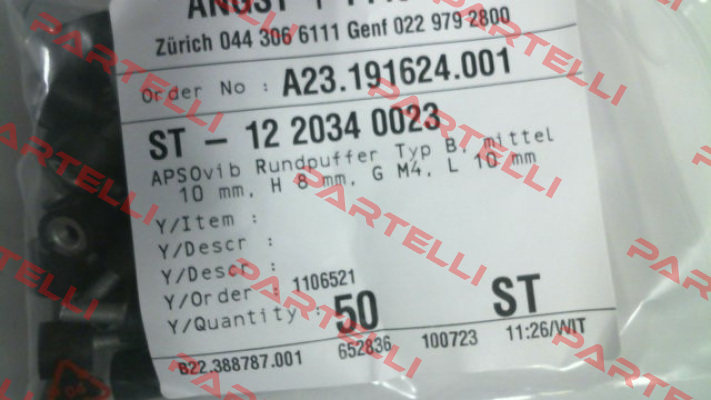 ANGST +
Zürich 044 306 6111 Genf 022 979 2800
Order No : A23.191624.001
ST - 12 2034 0023
APSOvib Rundpuffer Typ B, mittel
10 mm, H 8 mm, G M4, L 10 mm
Y/Item :
Y/Descr :
Y/Descr :
Y/Order : 1106521
Y/Quantity : 50 ST
B22.388787.001 652836 100723 11:26/WIT
PARTELLI
PARTELLI
PARTELLI
PARTELLI
PARTELLI
PARTELLI